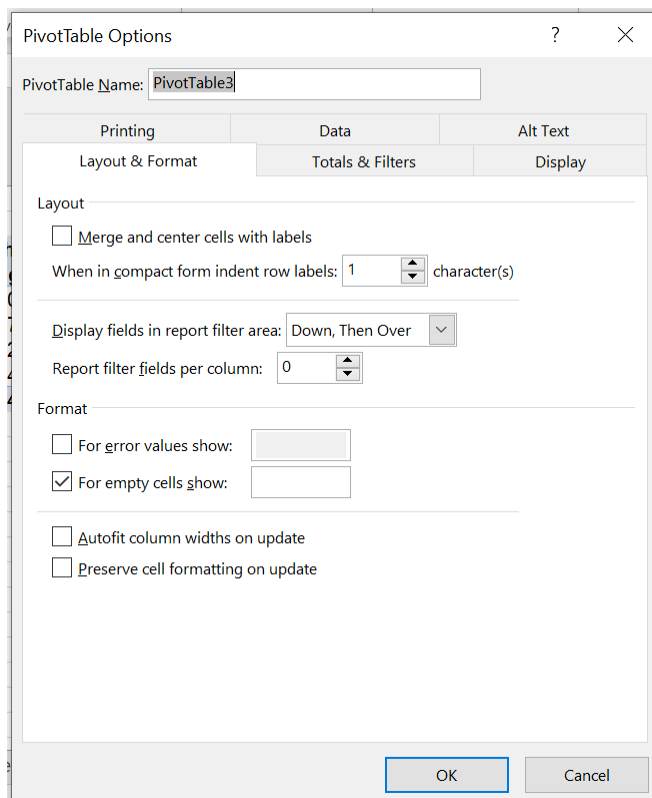 PivotTable Options ?
PivotTable Name: PivotTable3
Printing Data Alt Text
Layout & Format Totals & Filters Display
Layout
Merge and center cells with labels
When in compact form indent row labels: 1 character(s)
Display fields in report filter area: Down, Then Over
Report filter fields per column: 0
Format
For error values show:
For empty cells show:
Autofit column widths on update
Preserve cell formatting on update
OK Cancel